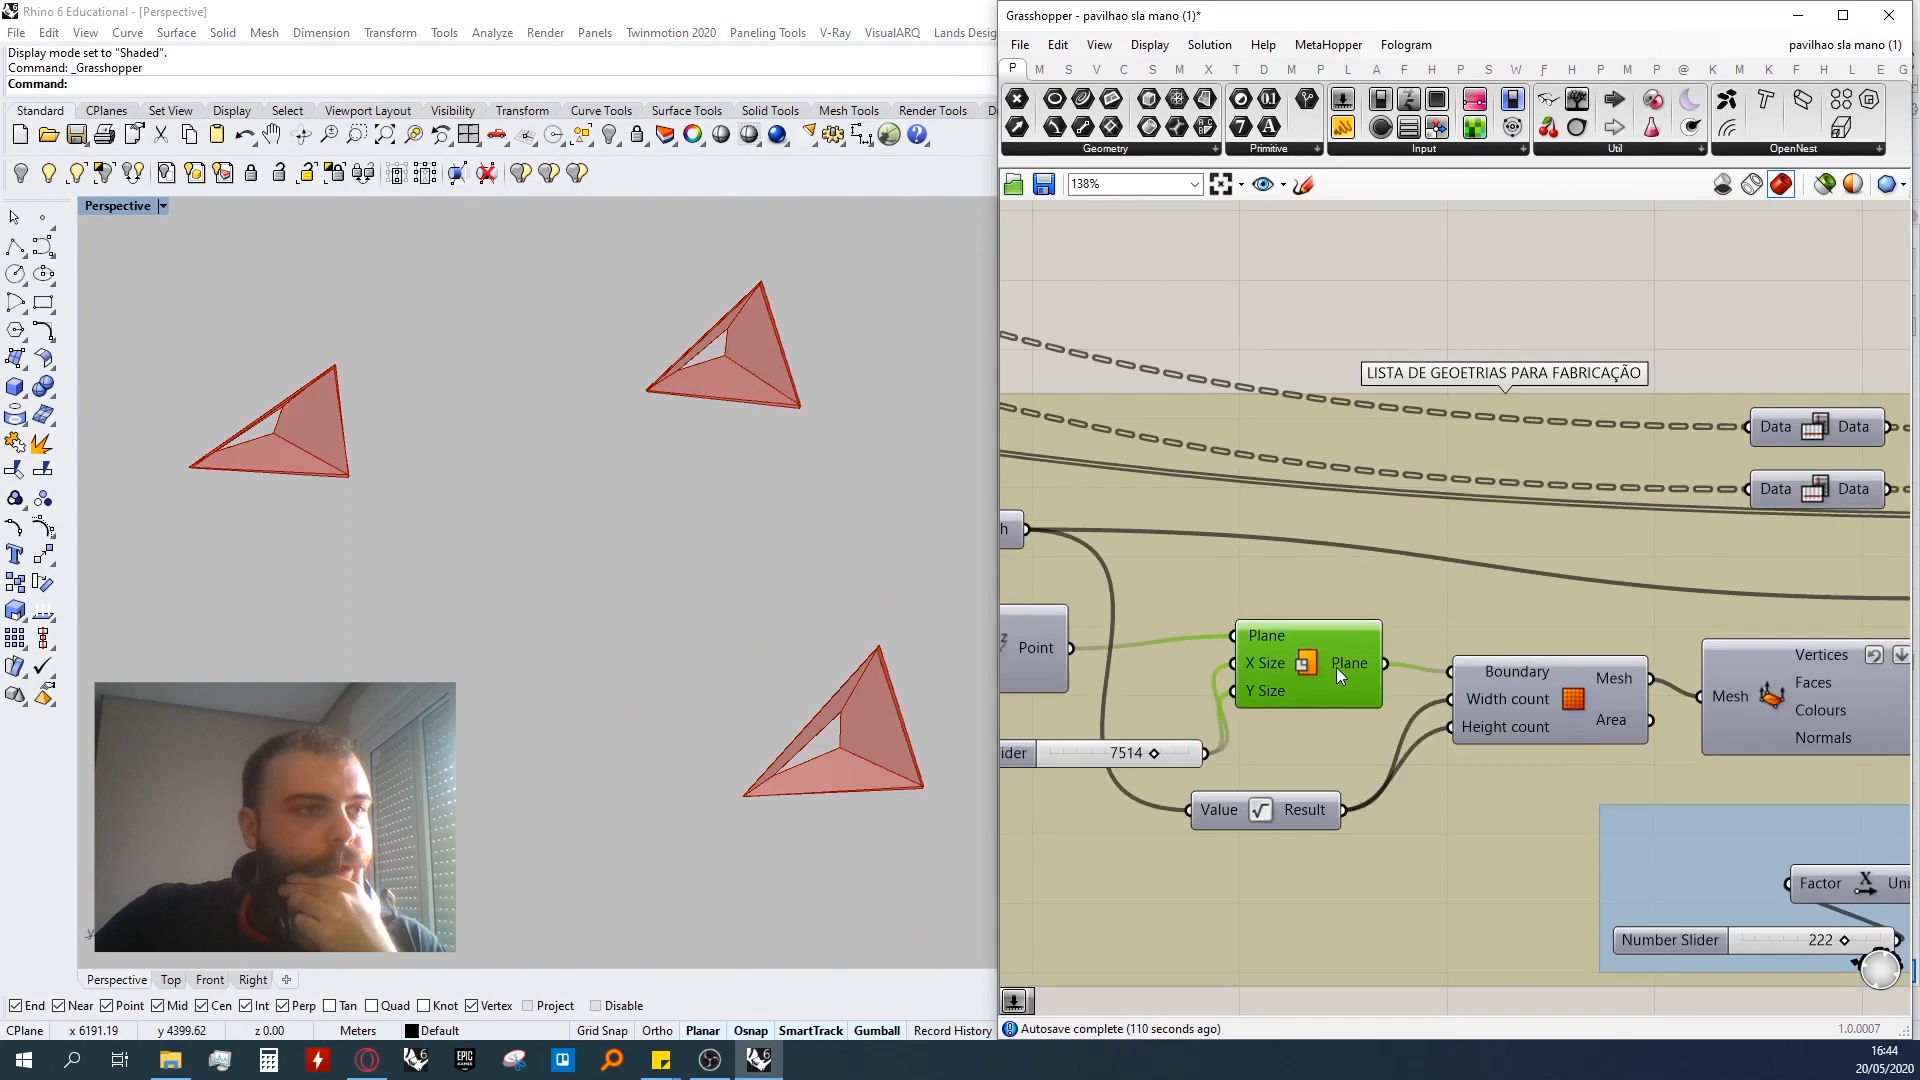 Rhino 6 Educational - [Perspective]
File Edit View Curve Surface Solid Mesh Dimension Transform Tools Analyze Render Panels Twinmotion 2020 Paneling Tools V-Ray VisualARQ Lands Desig
Display mode set to "Shaded".
Command: _Grasshopper
Command:
Standard CPlanes Set View Display Select Viewport Layout Visibility Transform Curve Tools Surface Tools Solid Tools Mesh Tools Render Tools D
Perspective
Perspective Top Front Right
End Near Point Mid Cen Int Perp Tan Quad Knot Vertex Project Disable
CPlane x 6191.19 y 4399.62 z 0.00 Meters Default Grid Snap Ortho Planar Osnap SmartTrack Gumball Record History
Grasshopper - pavilhao sla mano (1)*
File Edit View Display Solution Help MetaHopper Fologram pavilhao sla mano (1)
P M S V C S M X T D M P L A F H P S W F H P M P @ K M K F H L E G
Geometry Primitive Input Util OpenNest
138%
LISTA DE GEOETRIAS PARA FABRICAÇÃO
Data Data
Data Data
h
Point
Plane
X Size
Y Size
Plane
ider 7514
Boundary
Width count
Height count
Mesh
Area
Mesh
Vertices
Faces
Colours
Normals
Value Result
Factor X Uni
Number Slider 222
Autosave complete (110 seconds ago) 1.0.0007
EPIC GAMES
16:44
20/05/2020